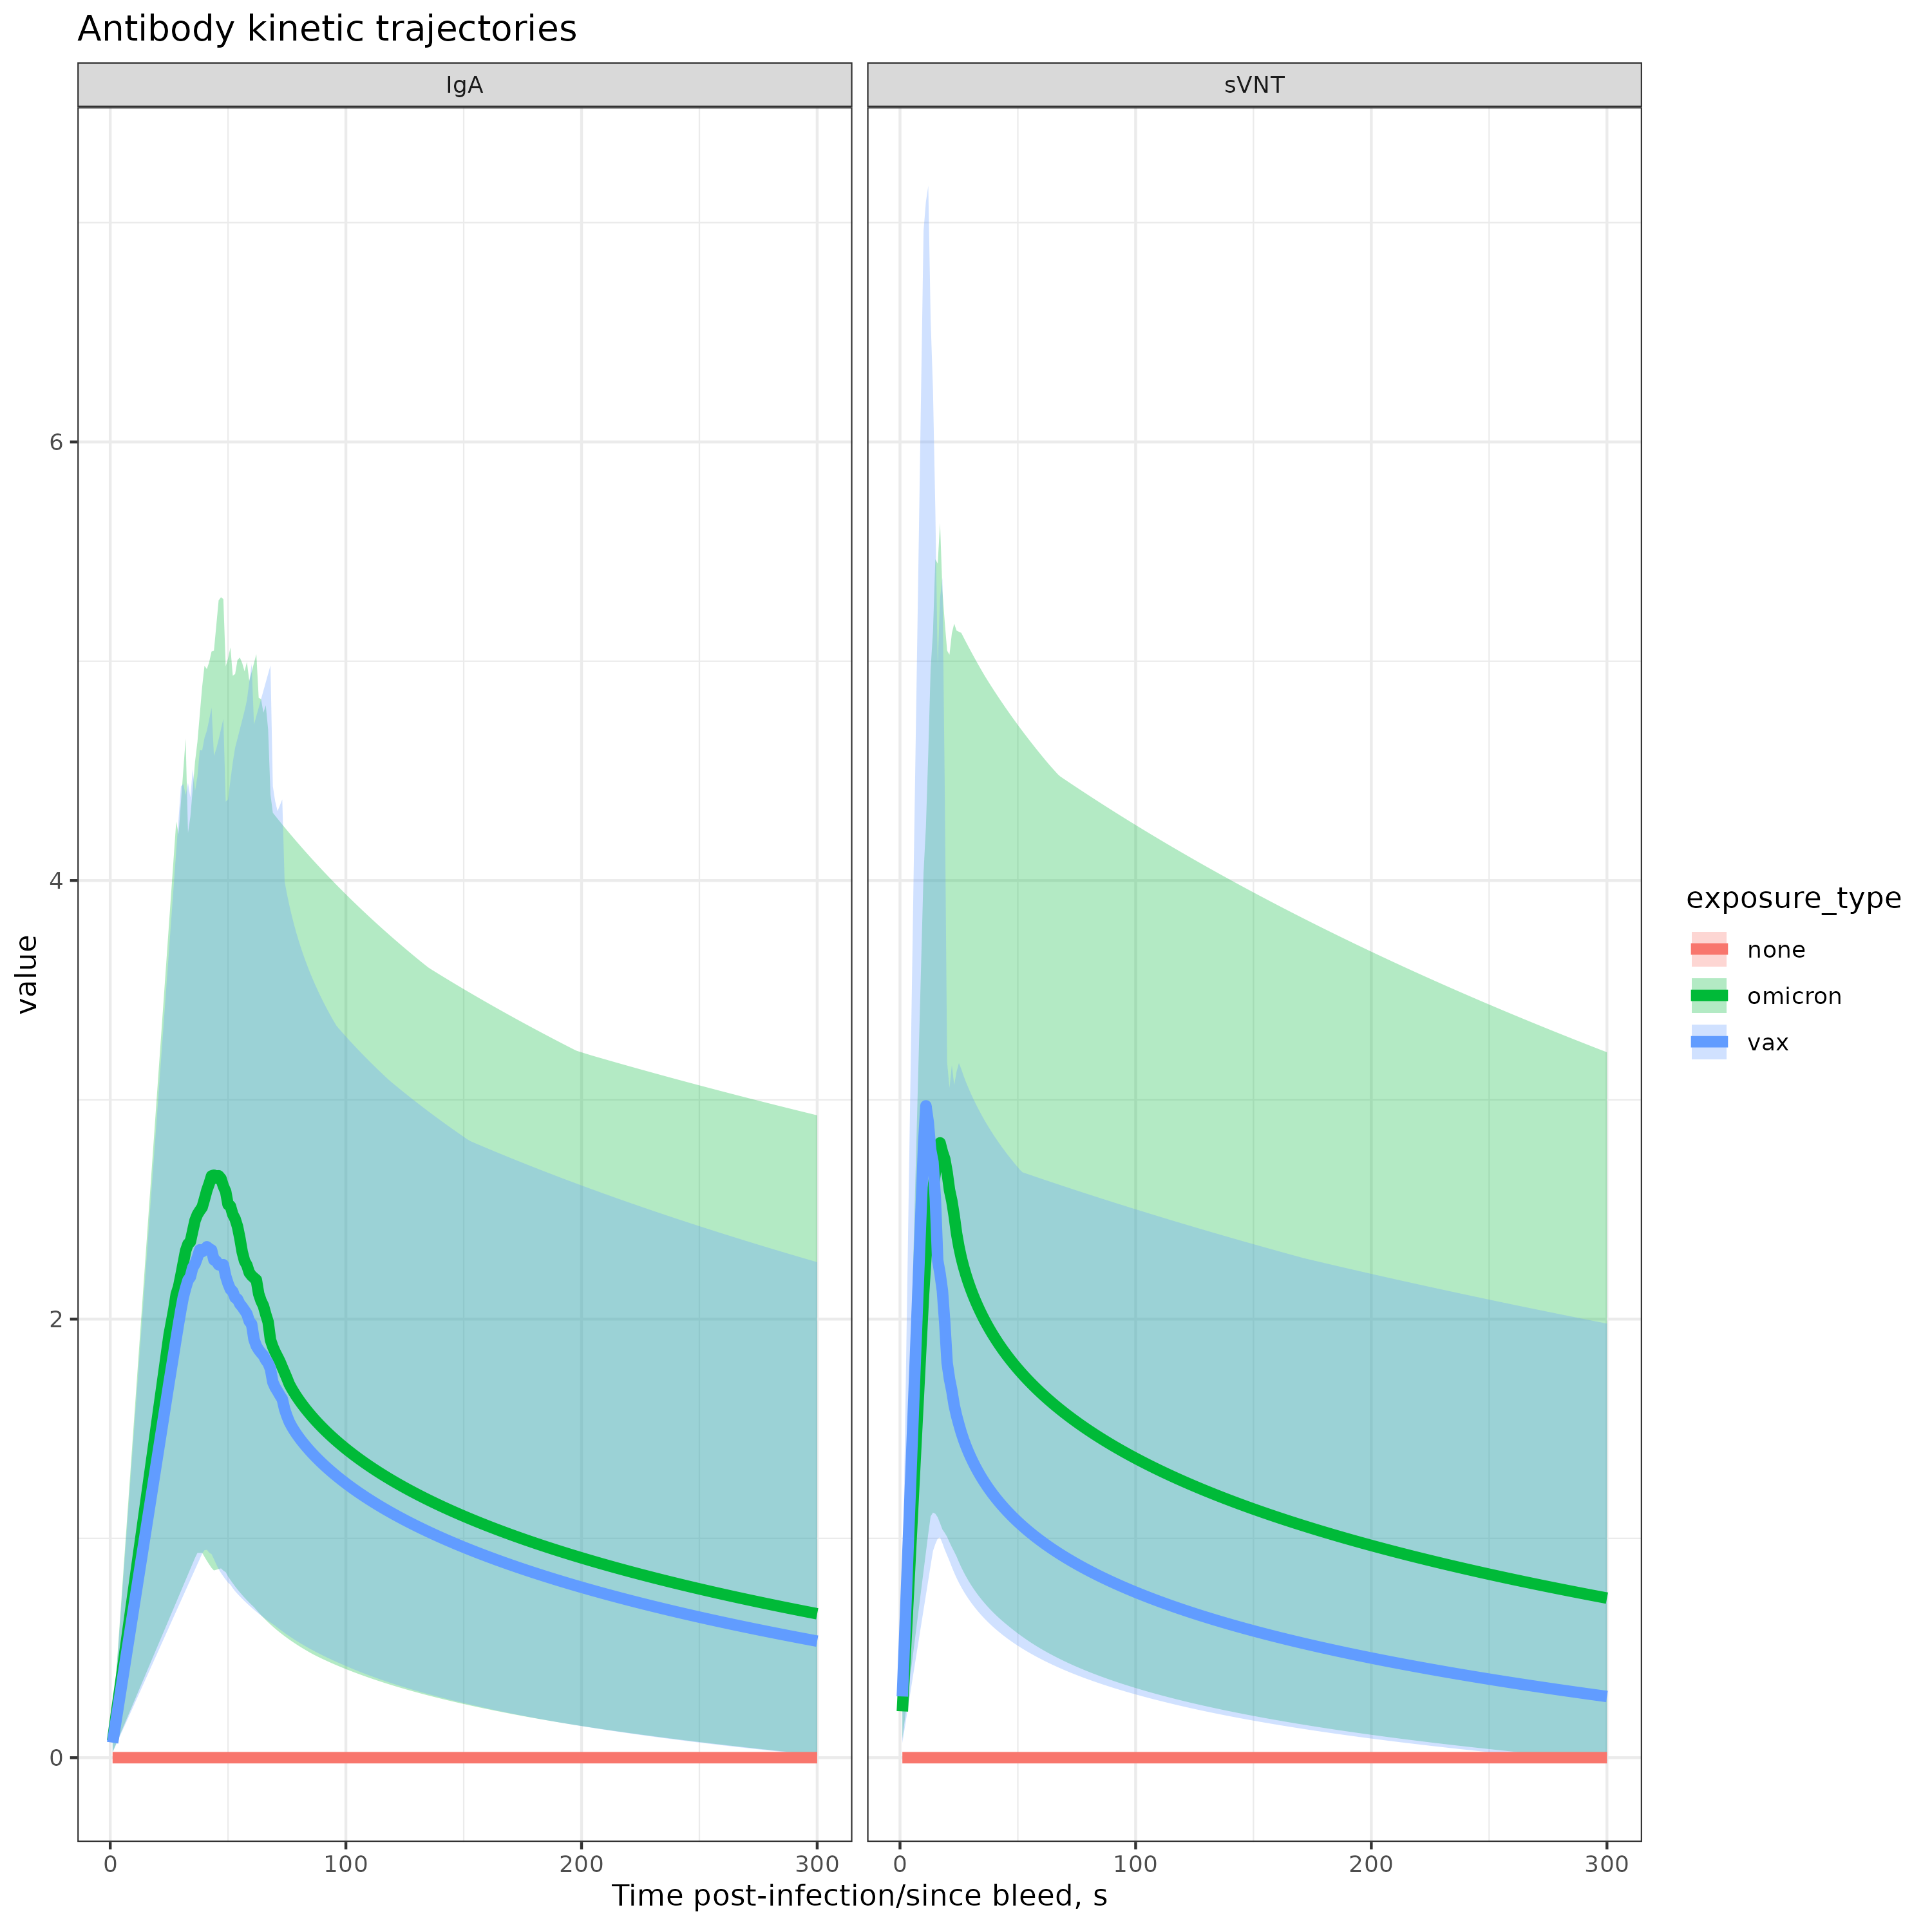 Antibody kinetic trajectories
IgA
sVNT
value
6
4
2
0
0 100 200 300
0 100 200 300
Time post-infection/since bleed, s
exposure_type
none
omicron
vax